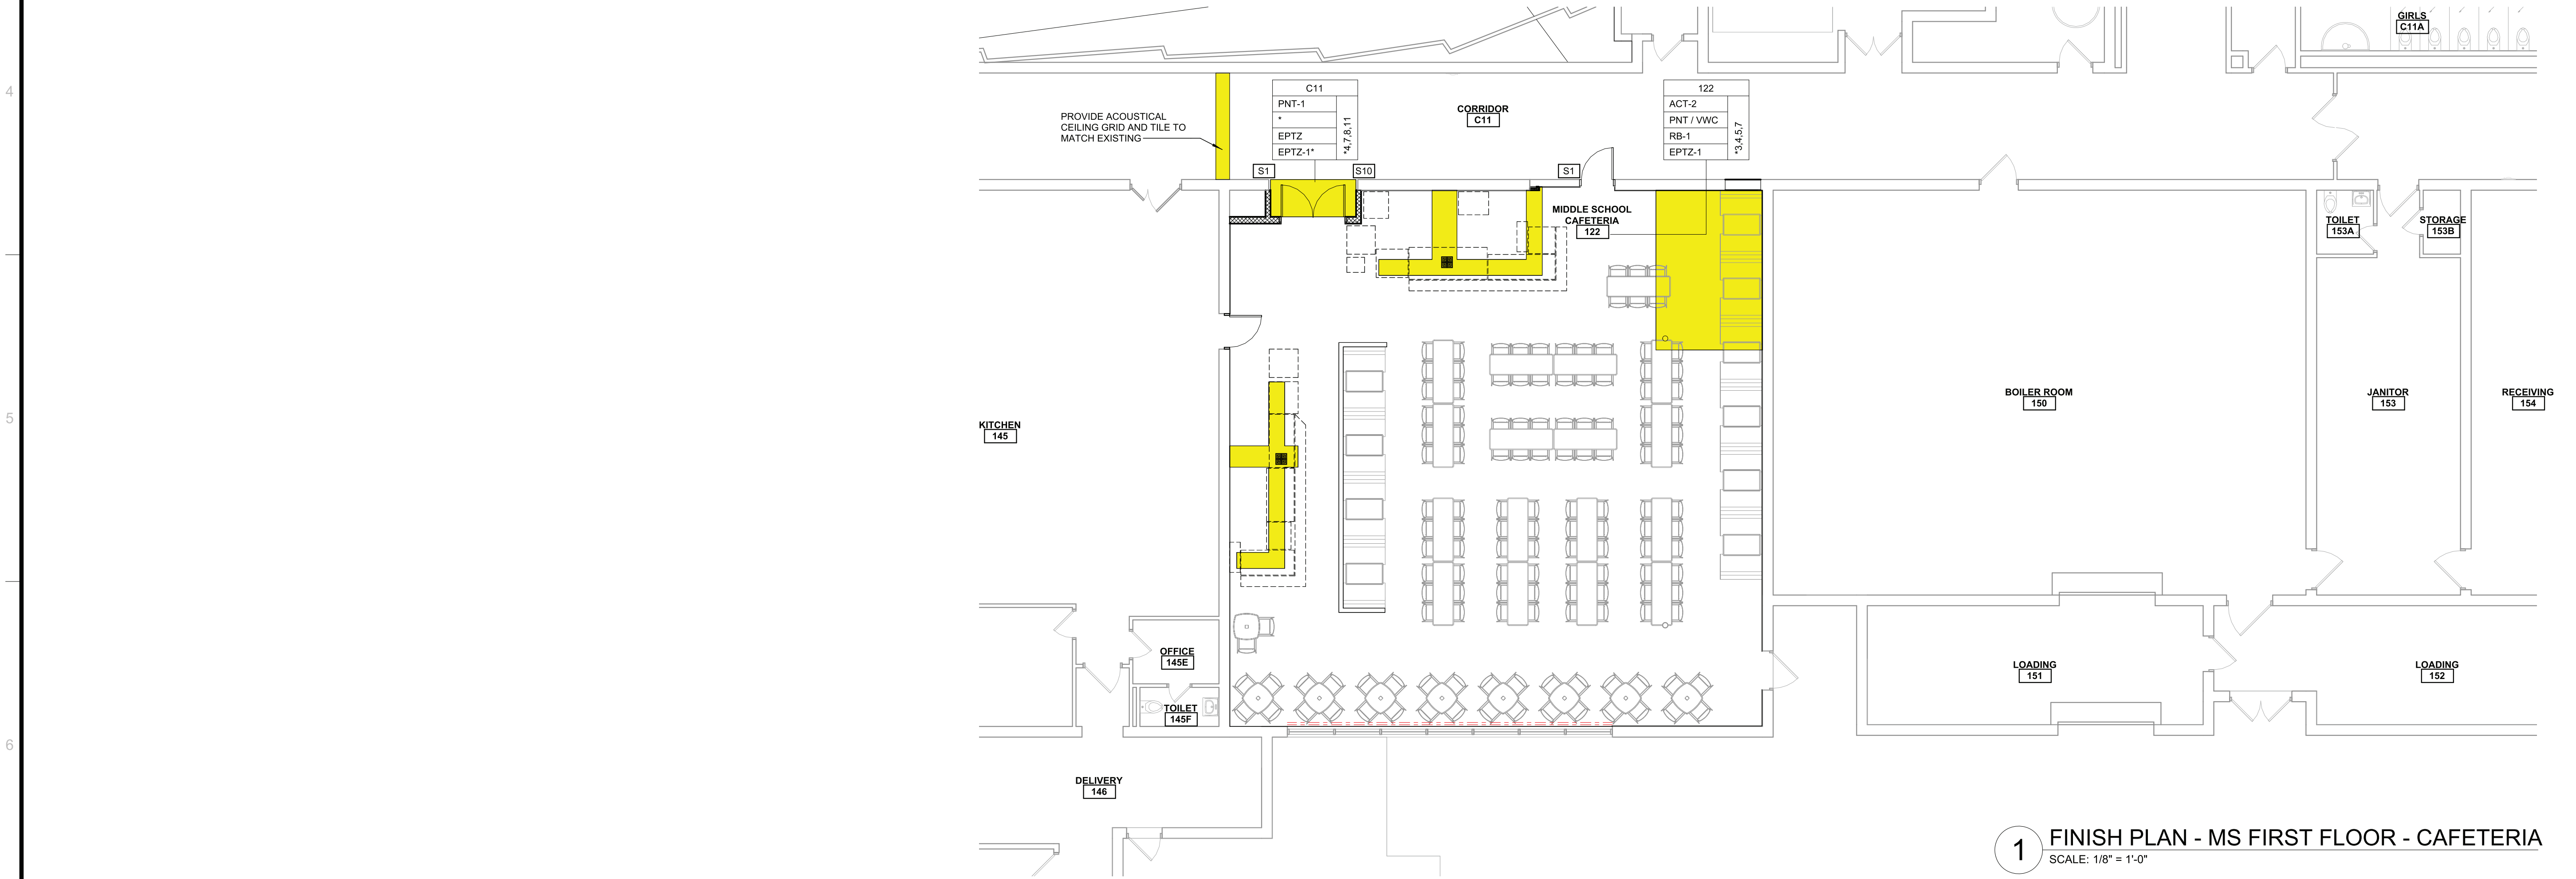 4
5
6
GIRLS
C11A
PROVIDE ACOUSTICAL
CEILING GRID AND TILE TO
MATCH EXISTING
C11
PNT-1
*
EPTZ
EPTZ-1*
*4,7,8,11
S1
S10
CORRIDOR
C11
S1
122
ACT-2
PNT / VWC
RB-1
EPTZ-1
*3,4,5,7
MIDDLE SCHOOL
CAFETERIA
122
TOILET
153A
STORAGE
153B
KITCHEN
145
BOILER ROOM
150
JANITOR
153
RECEIVING
154
OFFICE
145E
TOILET
145F
LOADING
151
LOADING
152
DELIVERY
146
1
FINISH PLAN - MS FIRST FLOOR - CAFETERIA
SCALE: 1/8" = 1'-0"